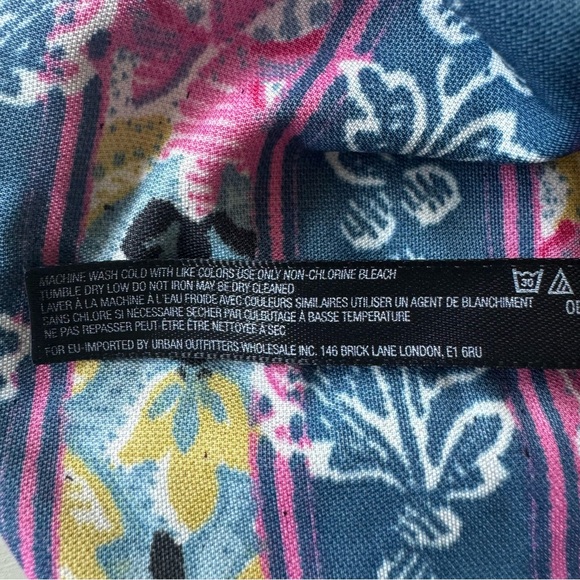 MACHINE WASH COLD WITH LIKE COLORS USE ONLY NON-CHLORINE BLEACH
TUMBLE DRY LOW DO NOT IRON MAY BE DRY CLEANED
LAVER À LA MACHINE À L'EAU FROIDE AVEC COULEURS SIMILAIRES UTILISER UN AGENT DE BLANCHIMENT
SANS CHLORE SI NÉCESSAIRE SÉCHER PAR CULBUTAGE À BASSE TEMPÉRATURE
NE PAS REPASSER PEUT-ÊTRE ÊTRE NETTOYÉE À SEC
FOR EU-IMPORTED BY URBAN OUTFITTERS WHOLESALE INC. 146 BRICK LANE LONDON, E1 6RU
30